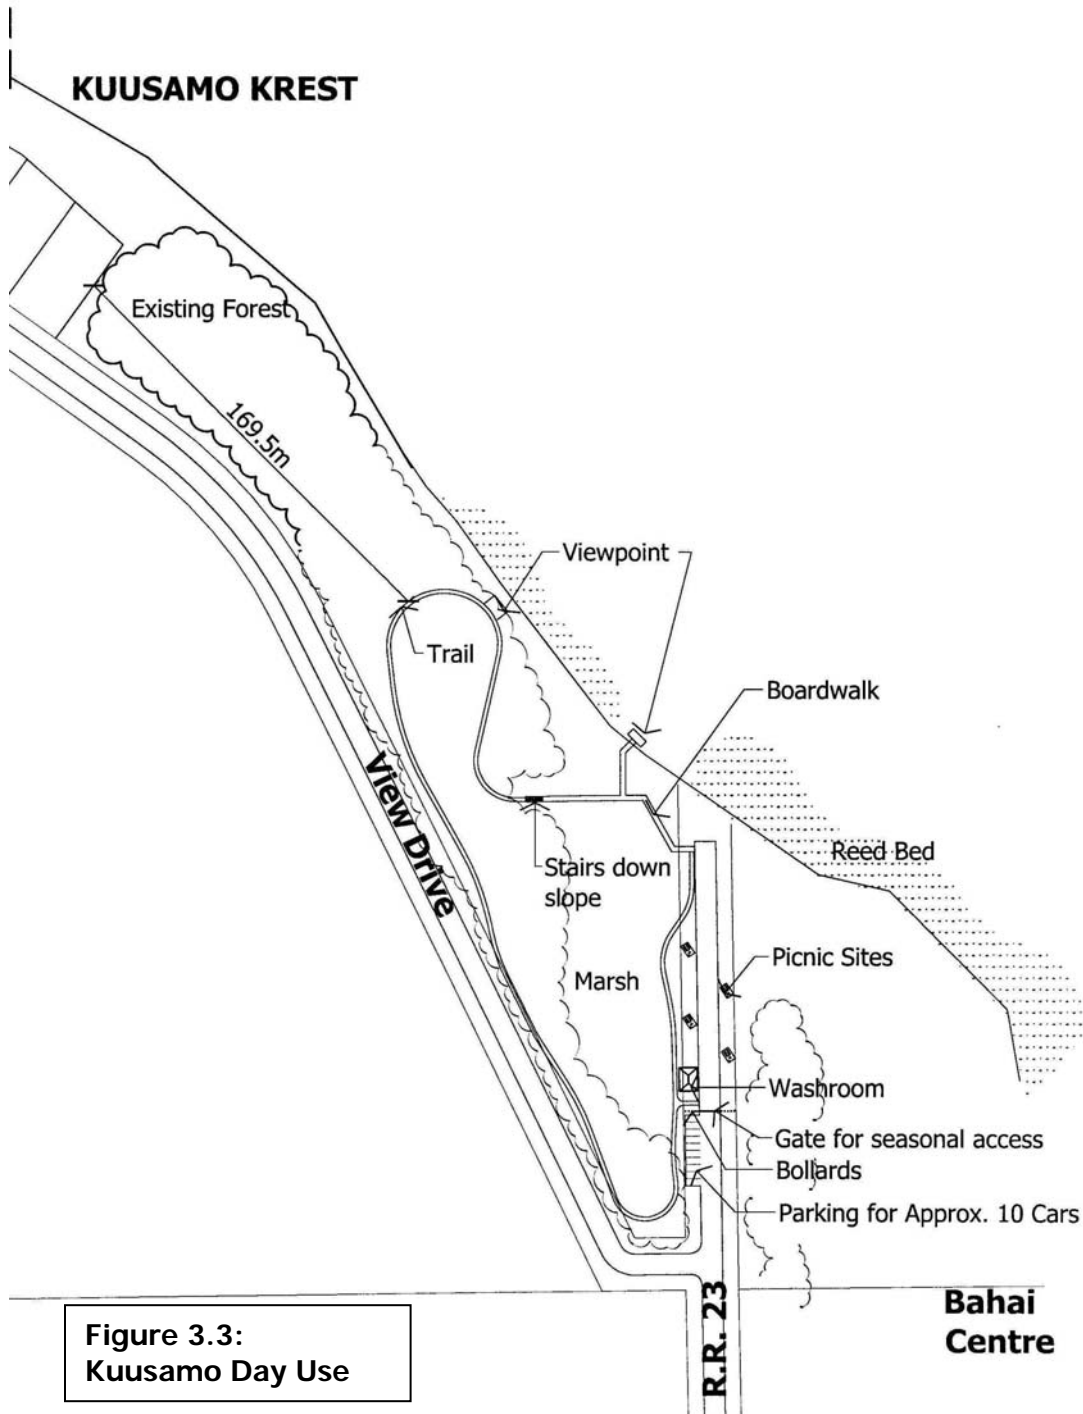 KUUSAMO KREST
Existing Forest
169.5m
Viewpoint
Trail
Boardwalk
View Drive
Reed Bed
Stairs down
slope
Picnic Sites
Marsh
Washroom
Gate for seasonal access
Bollards
Parking for Approx. 10 Cars
R.R. 23
Bahai
Centre
Figure 3.3:
Kuusamo Day Use